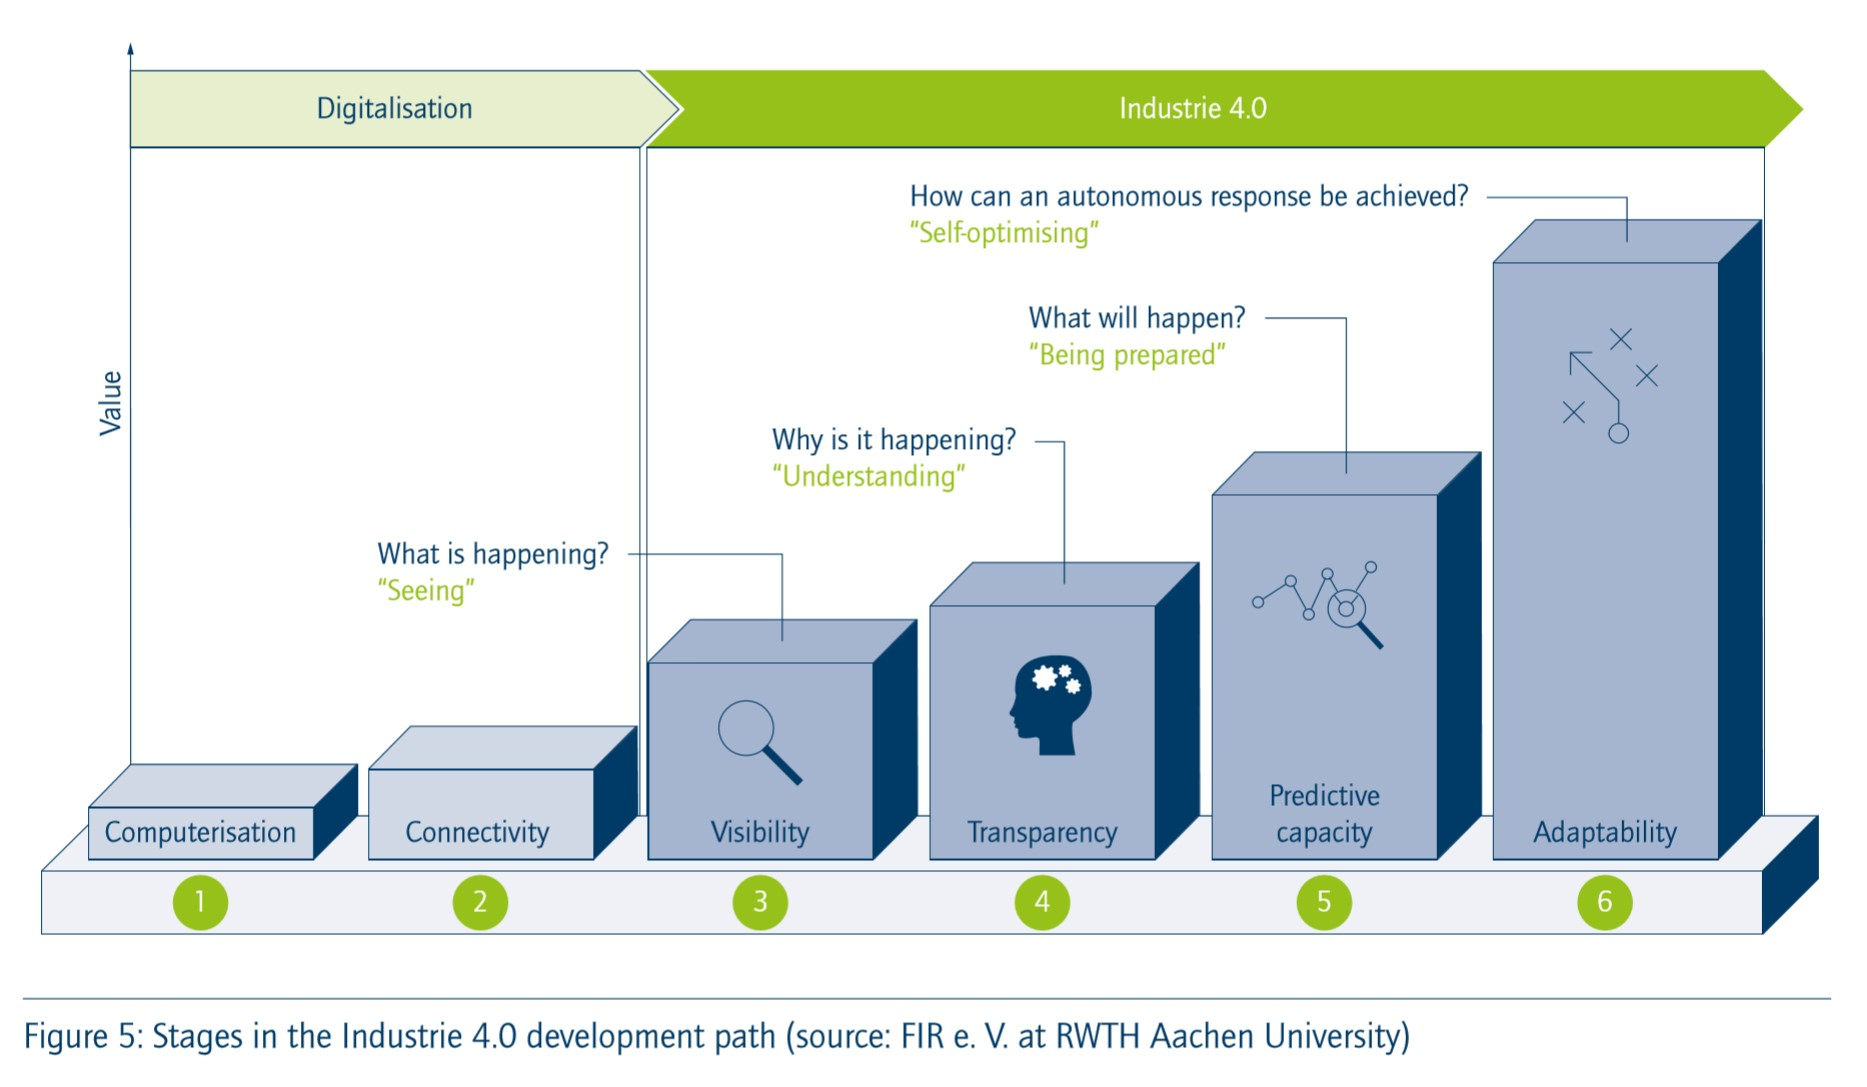 Digitalisation
Industrie 4.0
How can an autonomous response be achieved?
“Self-optimising”
What will happen?
“Being prepared”
Value
Why is it happening?
“Understanding”
What is happening?
“Seeing”
Computerisation
Connectivity
Visibility
Transparency
Predictive
capacity
Adaptability
1
2
3
4
5
6
Figure 5: Stages in the Industrie 4.0 development path (source: FIR e. V. at RWTH Aachen University)